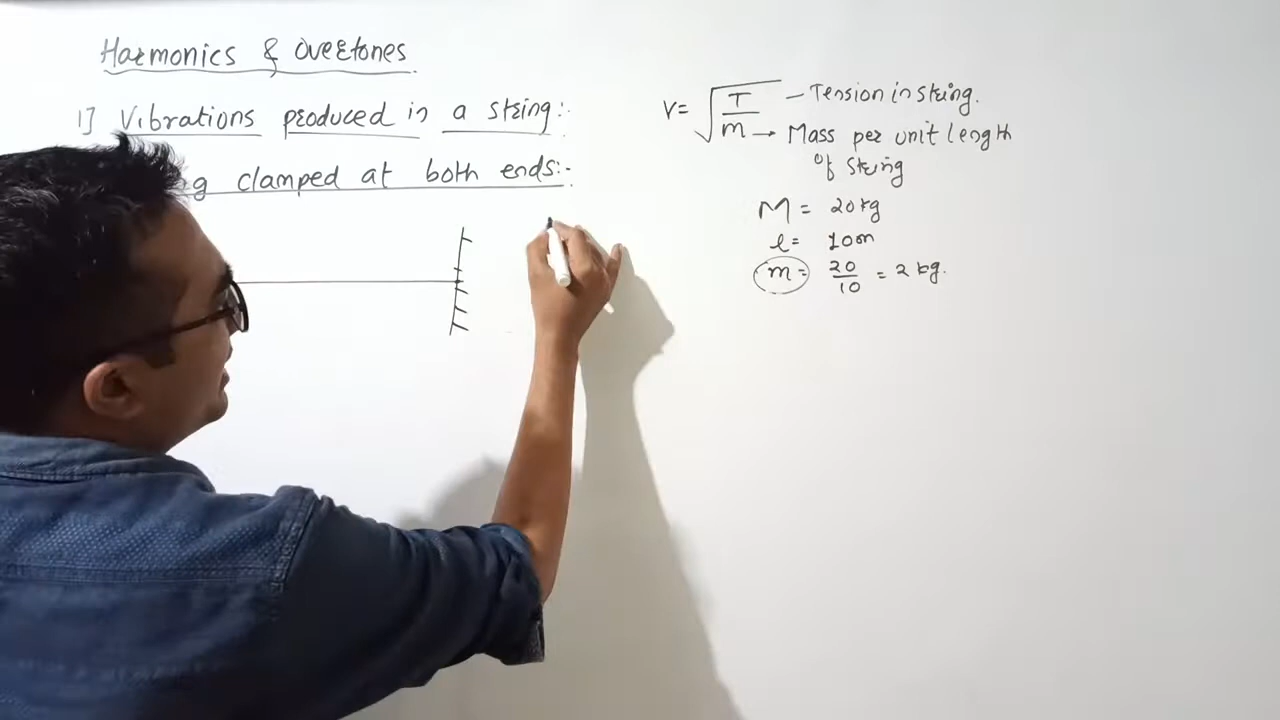 Harmonics & Overtones
1] Vibrations produced in a string:-
g clamped at both ends:-
V= √T/m — Tension in string.
→ Mass per unit length
of string
M = 20 kg
l = 10m
m = 20/10 = 2 kg.